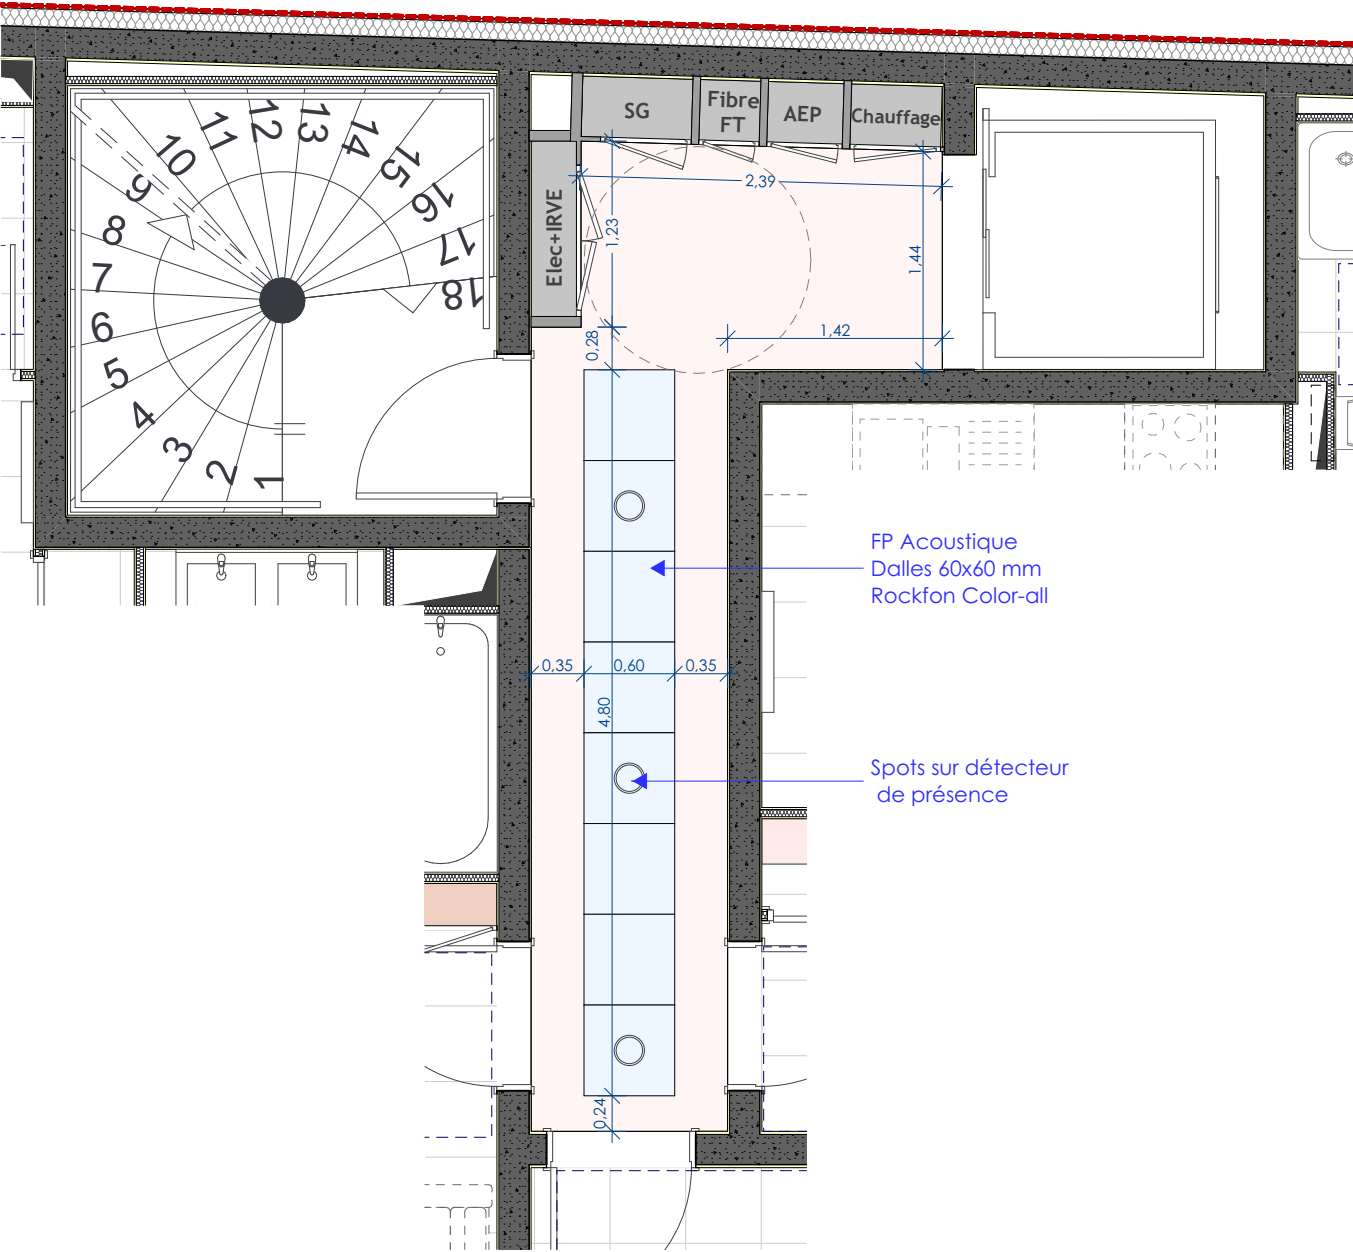 SG
Fibre
FT
AEP
Chauffage
Elec+IRVE
2,39
1,23
1,44
1,42
0,28
1
2
3
4
5
6
7
8
9
10
11
12
13
14
15
16
17
18
FP Acoustique
Dalles 60x60 mm
Rockfon Color-all
0,35
0,60
0,35
4,80
Spots sur détecteur
de présence
0,24